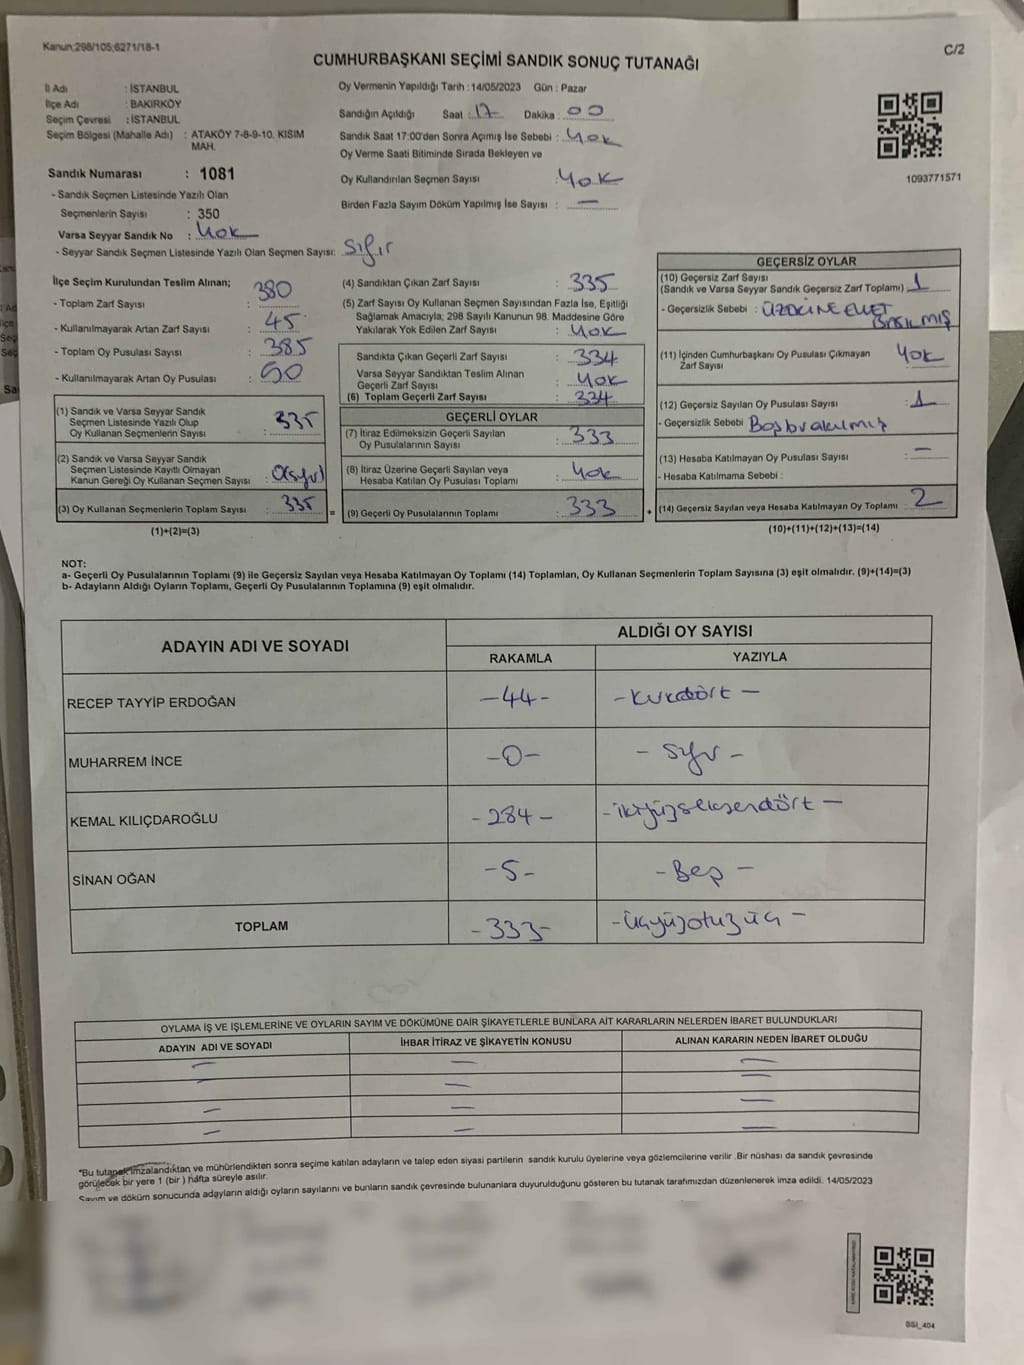 Kanun;298/105;6271/18-1
C/2
CUMHURBAŞKANI SEÇİMİ SANDIK SONUÇ TUTANAĞI
İl Adı : İSTANBUL
İlçe Adı : BAKIRKÖY
Seçim Çevresi : İSTANBUL
Seçim Bölgesi (Mahalle Adı) : ATAKÖY 7-8-9-10. KISIM
MAH.
Sandık Numarası : 1081
- Sandık Seçmen Listesinde Yazılı Olan
Seçmenlerin Sayısı : 350
Varsa Seyyar Sandık No : Yok
- Seyyar Sandık Seçmen Listesinde Yazılı Olan Seçmen Sayısı: Sıfır
Oy Vermenin Yapıldığı Tarih : 14/05/2023 Gün : Pazar
Sandığın Açıldığı Saat : 17 Dakika : 00
Sandık Saat 17:00'den Sonra Açımış İse Sebebi : Yok
Oy Verme Saati Bitiminde Sırada Bekleyen ve
Oy Kullandırılan Seçmen Sayısı : Yok
Birden Fazla Sayım Döküm Yapılmış İse Sayısı : —
1093771571
İlçe Seçim Kurulundan Teslim Alınan;
- Toplam Zarf Sayısı : 380
- Kullanılmayarak Artan Zarf Sayısı : 45
- Toplam Oy Pusulası Sayısı : 385
- Kullanılmayarak Artan Oy Pusulası : 50
(1) Sandık ve Varsa Seyyar Sandık
Seçmen Listesinde Yazılı Olup
Oy Kullanan Seçmenlerin Sayısı : 335
(2) Sandık ve Varsa Seyyar Sandık
Seçmen Listesinde Kayıtlı Olmayan
Kanun Gereği Oy Kullanan Seçmen Sayısı :
(3) Oy Kullanan Seçmenlerin Toplam Sayısı : 335
(1)+(2)=(3)
=
(4) Sandıktan Çıkan Zarf Sayısı : 335
(5) Zarf Sayısı Oy Kullanan Seçmen Sayısından Fazla İse, Eşitliği
Sağlamak Amacıyla; 298 Sayılı Kanunun 98. Maddesine Göre
Yakılarak Yok Edilen Zarf Sayısı : Yok
Sandıkta Çıkan Geçerli Zarf Sayısı : 334
Varsa Seyyar Sandıktan Teslim Alınan
Geçerli Zarf Sayısı : Yok
(6) Toplam Geçerli Zarf Sayısı : 334
GEÇERLİ OYLAR
(7) İtiraz Edilmeksizin Geçerli Sayılan
Oy Pusulalarının Sayısı : 333
(8) İtiraz Üzerine Geçerli Sayılan veya
Hesaba Katılan Oy Pusulası Toplamı : Yok
(9) Geçerli Oy Pusulalarının Toplamı : 333
+
GEÇERSİZ OYLAR
(10) Geçersiz Zarf Sayısı
(Sandık ve Varsa Seyyar Sandık Geçersiz Zarf Toplamı) 1
- Geçersizlik Sebebi : ÜZERİNE EVET
BASILMIŞ
(11) İçinden Cumhurbaşkanı Oy Pusulası Çıkmayan
Zarf Sayısı Yok
(12) Geçersiz Sayılan Oy Pusulası Sayısı : 1
- Geçersizlik Sebebi Boş bırakılmış
(13) Hesaba Katılmayan Oy Pusulası Sayısı : —
- Hesaba Katılmama Sebebi :
(14) Geçersiz Sayılan veya Hesaba Katılmayan Oy Toplamı 2
(10)+(11)+(12)+(13)=(14)
NOT:
a- Geçerli Oy Pusulalarının Toplamı (9) ile Geçersiz Sayılan veya Hesaba Katılmayan Oy Toplamı (14) Toplamları, Oy Kullanan Seçmenlerin Toplam Sayısına (3) eşit olmalıdır. (9)+(14)=(3)
b- Adayların Aldığı Oyların Toplamı, Geçerli Oy Pusulalarının Toplamına (9) eşit olmalıdır.
ADAYIN ADI VE SOYADI ALDIĞI OY SAYISI
RAKAMLA YAZIYLA
RECEP TAYYİP ERDOĞAN -44- -Kırkdört-
MUHARREM İNCE -0- -Sıfır-
KEMAL KILIÇDAROĞLU -284- -ikiyüzseksendört-
SİNAN OĞAN -5- -Beş-
TOPLAM -333- -üçyüzotuzüç-
OYLAMA İŞ VE İŞLEMLERİNE VE OYLARIN SAYIM VE DÖKÜMÜNE DAİR ŞİKAYETLERLE BUNLARA AİT KARARLARIN NELERDEN İBARET BULUNDUKLARI
ADAYIN ADI VE SOYADI İHBAR İTİRAZ VE ŞİKAYETİN KONUSU ALINAN KARARIN NEDEN İBARET OLDUĞU
— — —
— — —
— — —
— — —
*Bu tutanak imzalandıktan ve mühürlendikten sonra seçime katılan adayların ve talep eden siyasi partilerin sandık kurulu üyelerine veya gözlemcilerine verilir .Bir nüshası da sandık çevresinde
görülecek bir yere 1 (bir ) hafta süreyle asılır.
Sayım ve döküm sonucunda adayların aldığı oyların sayılarını ve bunların sandık çevresinde bulunanlara duyurulduğunu gösteren bu tutanak tarafımızdan düzenlenerek imza edildi. 14/05/2023
SSI_404